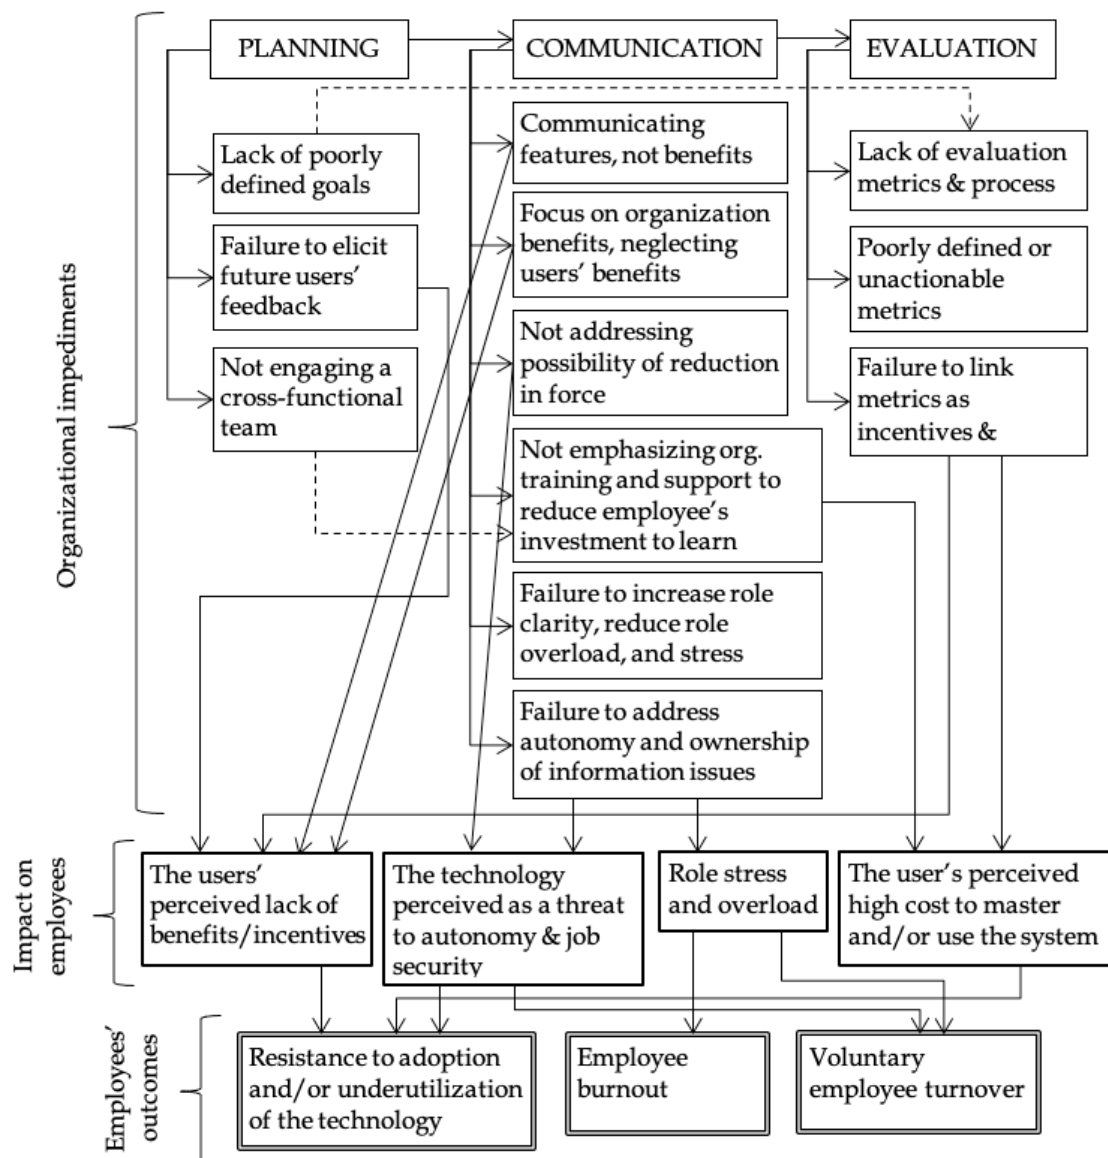 PLANNING
COMMUNICATION
EVALUATION
Organizational impediments
Lack of poorly
defined goals
Failure to elicit
future users'
feedback
Not engaging a
cross-functional
team
Communicating
features, not benefits
Focus on organization
benefits, neglecting
users' benefits
Not addressing
possibility of reduction
in force
Not emphasizing org.
training and support to
reduce employee's
investment to learn
Failure to increase role
clarity, reduce role
overload, and stress
Failure to address
autonomy and ownership
of information issues
Lack of evaluation
metrics & process
Poorly defined or
unactionable
metrics
Failure to link
metrics as
incentives &
Impact on
employees
The users'
perceived lack of
benefits/incentives
The technology
perceived as a threat
to autonomy & job
security
Role stress
and overload
The user's perceived
high cost to master
and/or use the system
Employees'
outcomes
Resistance to adoption
and/or underutilization
of the technology
Employee
burnout
Voluntary
employee turnover